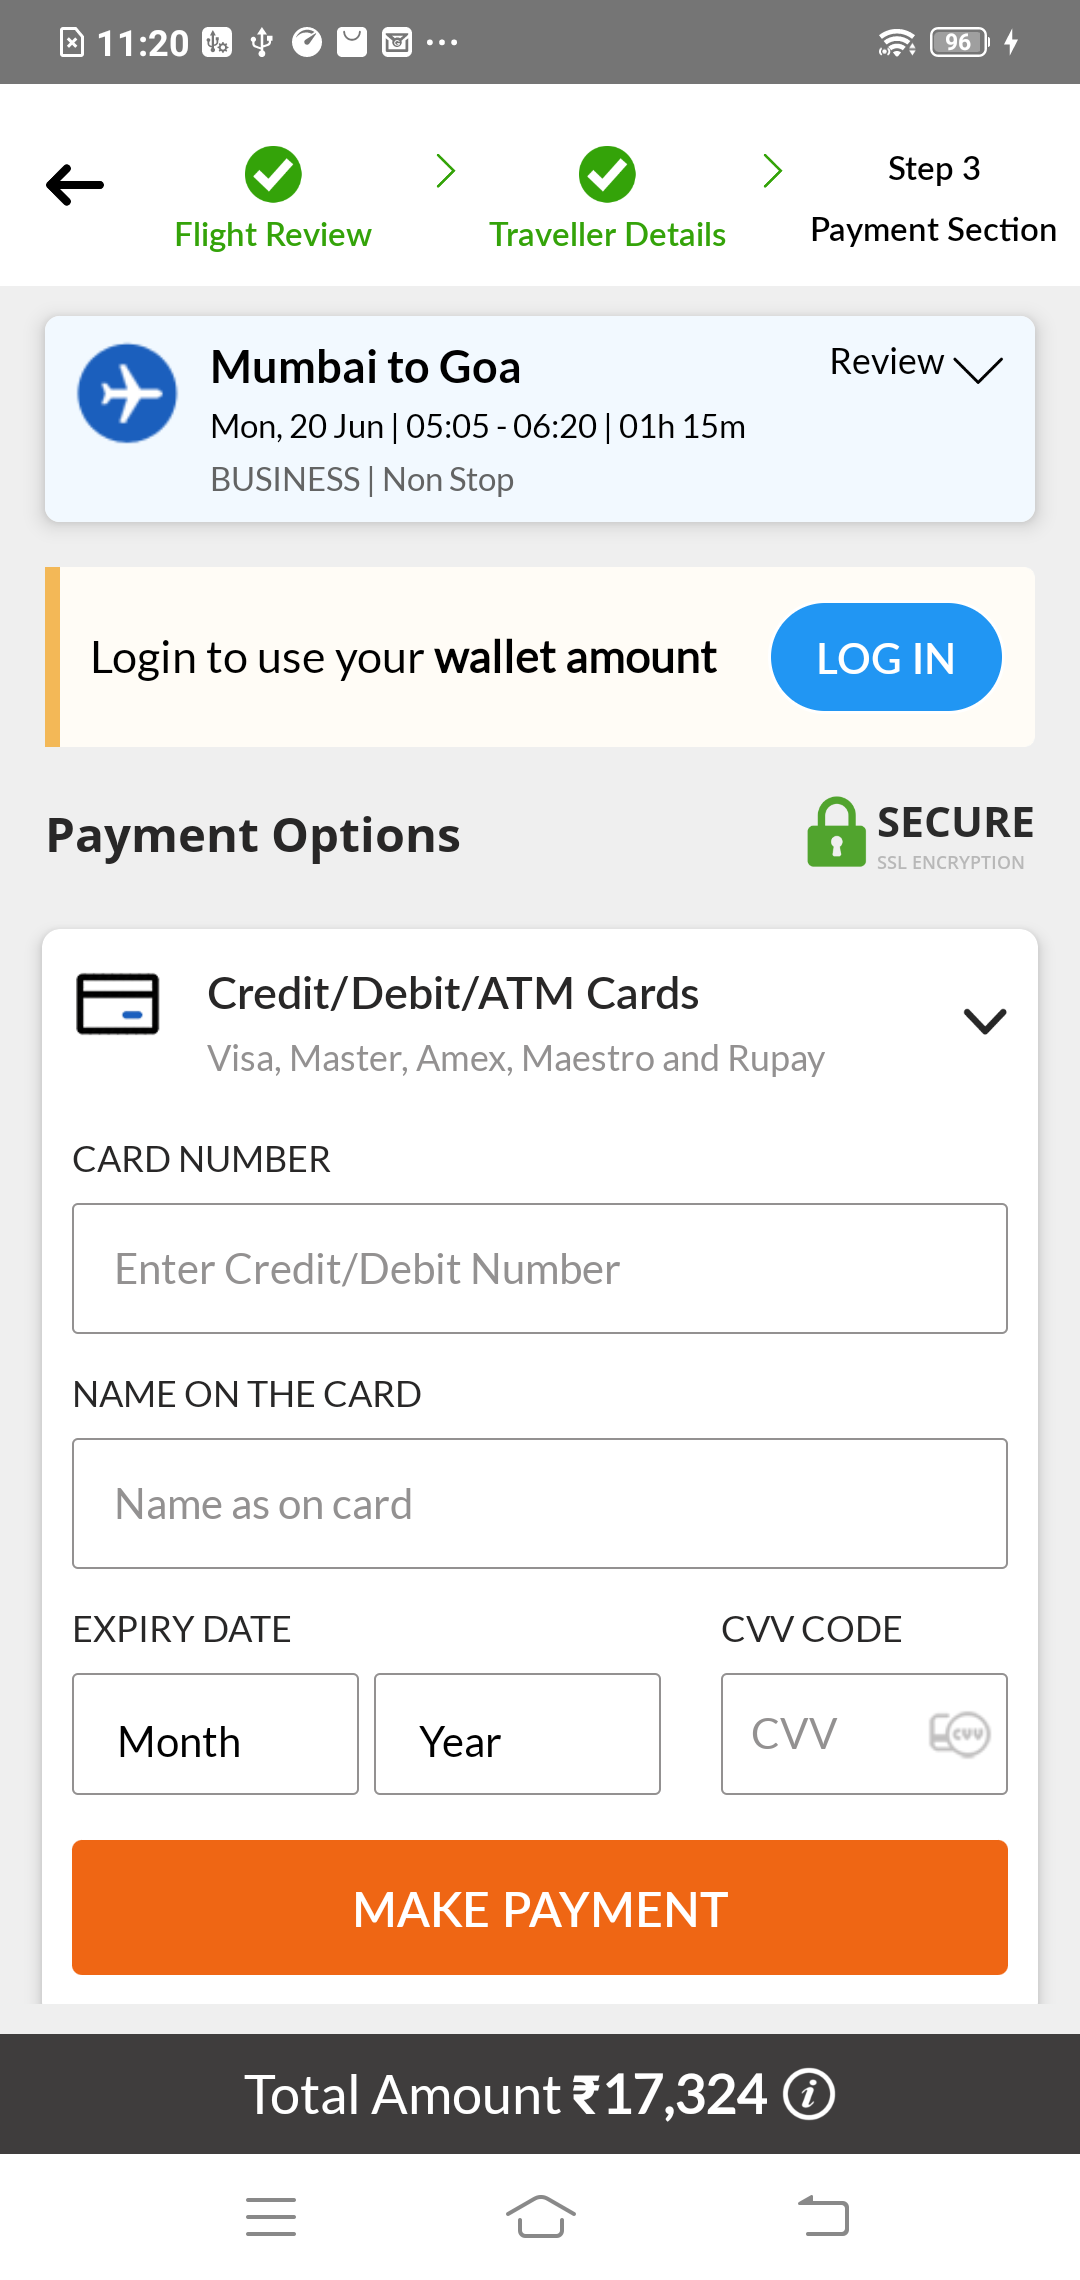 11:20
96
Step 3
Flight Review
Traveller Details
Payment Section
Mumbai to Goa
Review
Mon, 20 Jun | 05:05 - 06:20 | 01h 15m
BUSINESS | Non Stop
Login to use your wallet amount
LOG IN
Payment Options
SECURE
SSL ENCRYPTION
Credit/Debit/ATM Cards
Visa, Master, Amex, Maestro and Rupay
CARD NUMBER
Enter Credit/Debit Number
NAME ON THE CARD
Name as on card
EXPIRY DATE
CVV CODE
Month
Year
CVV
CVV
MAKE PAYMENT
Total Amount ₹17,324